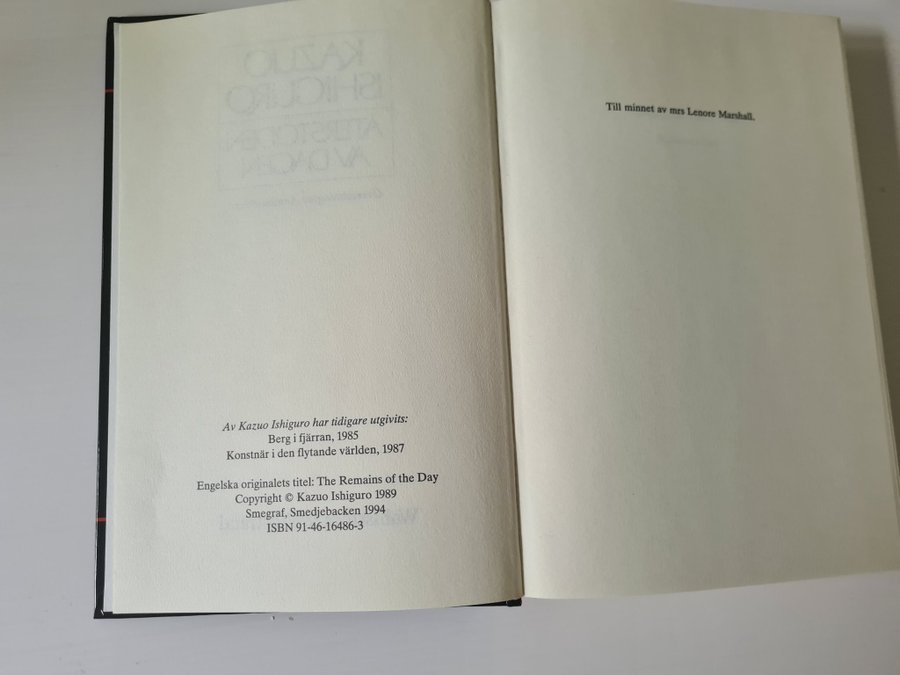 Av Kazuo Ishiguro har tidigare utgivits:
Berg i fjärran, 1985
Konstnär i den flytande världen, 1987
Engelska originalets titel: The Remains of the Day
Copyright © Kazuo Ishiguro 1989
Smegraf, Smedjebacken 1994
ISBN 91-46-16486-3
Till minnet av mrs Lenore Marshall.